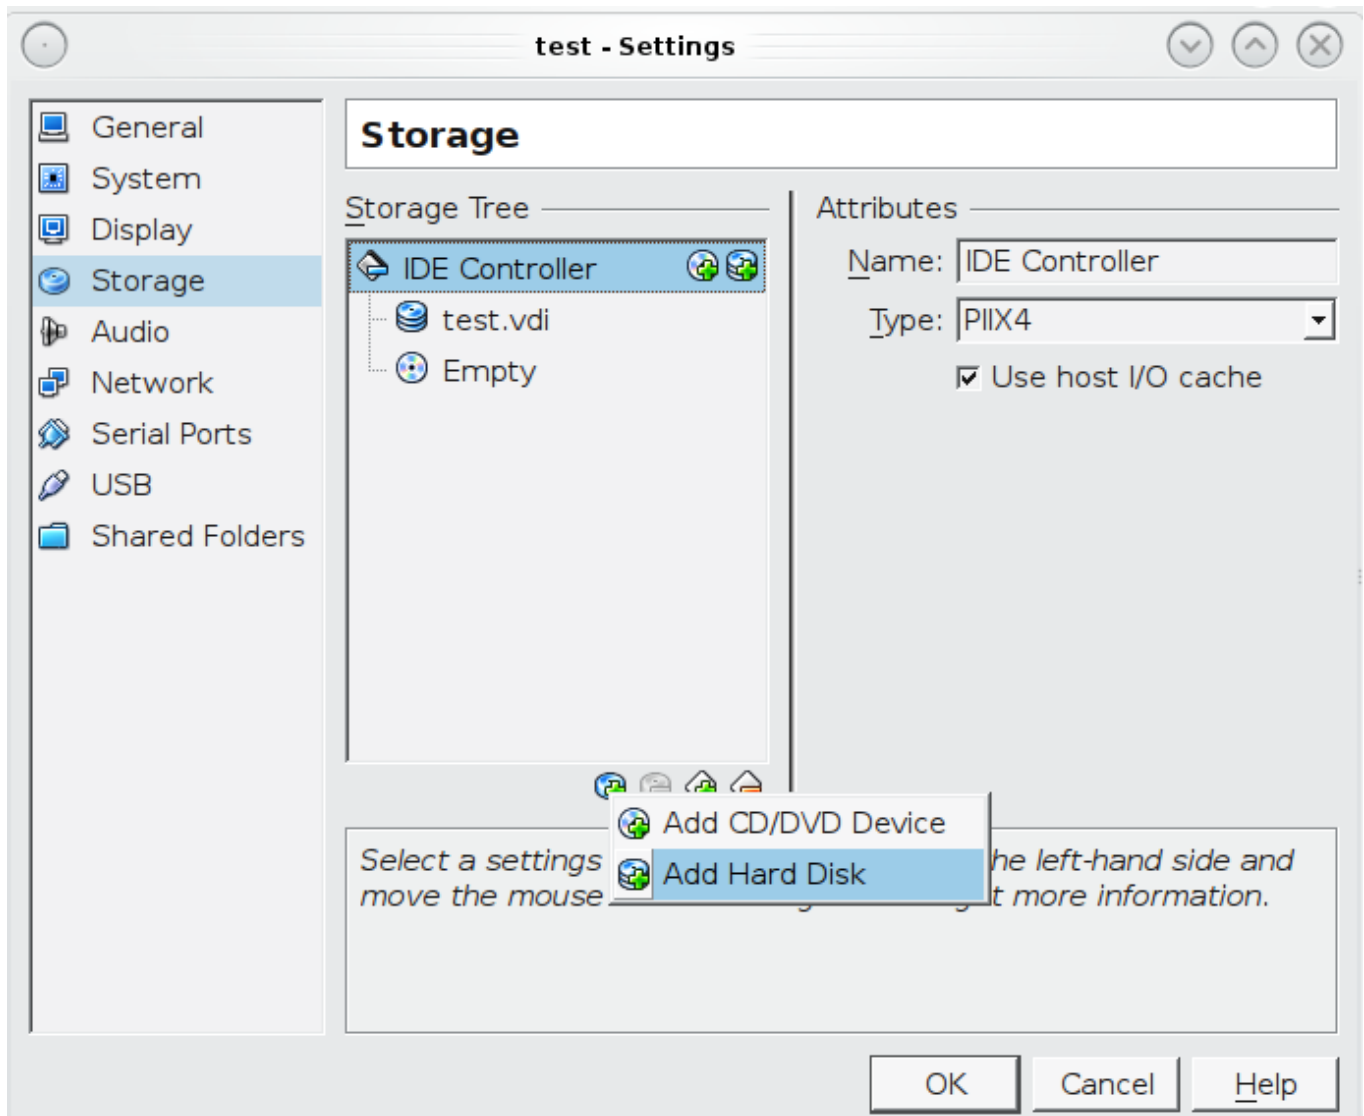 test - Settings
General
System
Display
Storage
Audio
Network
Serial Ports
USB
Shared Folders
Storage
Storage Tree
IDE Controller
test.vdi
Empty
Attributes
Name: IDE Controller
Type: PIIX4
Use host I/O cache
Add CD/DVD Device
Add Hard Disk
Select a settings he left-hand side and
move the mouse t more information.
OK Cancel Help